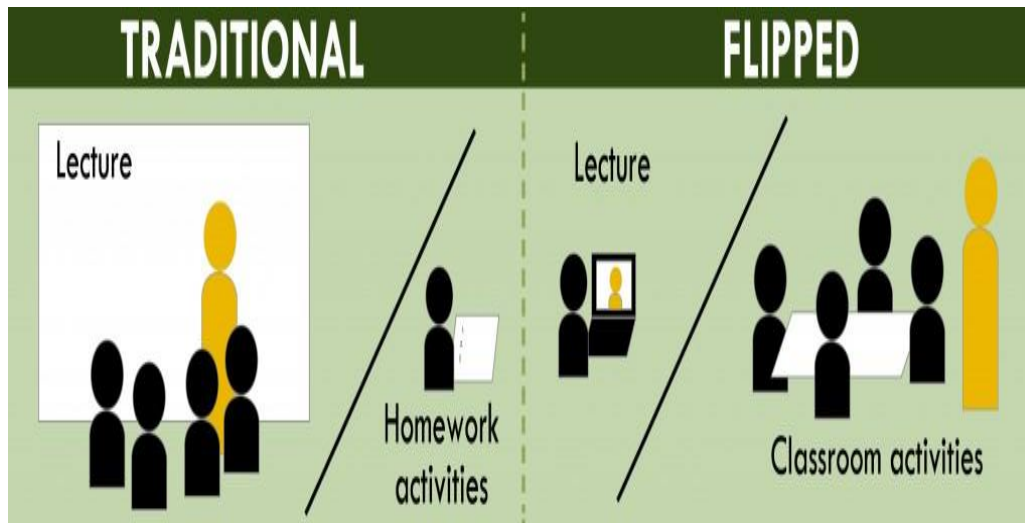 TRADITIONAL
Lecture
Homework
activities
FLIPPED
Lecture
Classroom activities